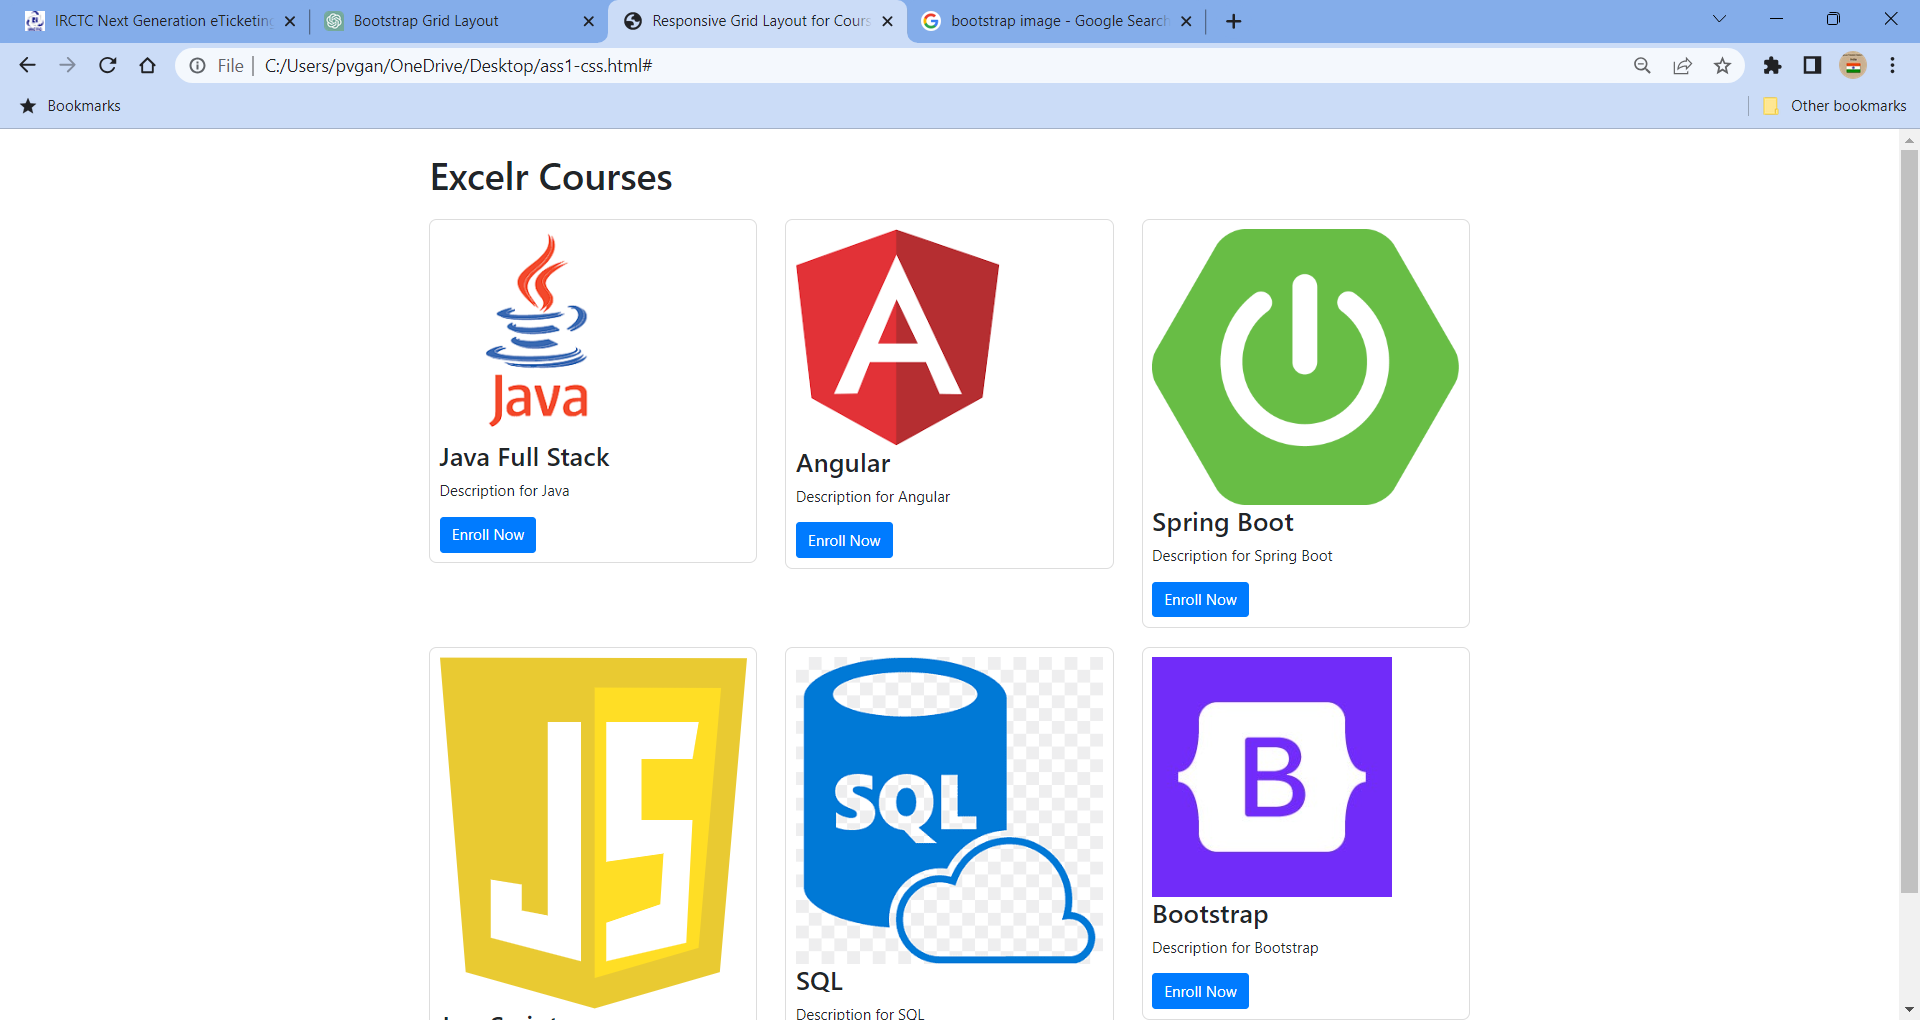 IRCTC Next Generation eTicketing
Bootstrap Grid Layout
Responsive Grid Layout for Cours
bootstrap image - Google Search
File
C:/Users/pvgan/OneDrive/Desktop/ass1-css.html#
Bookmarks
Other bookmarks
Excelr Courses
Java
Java Full Stack
Description for Java
Enroll Now
A
Angular
Description for Angular
Enroll Now
Spring Boot
Description for Spring Boot
Enroll Now
JS
SQL
SQL
Description for SQL
B
Bootstrap
Description for Bootstrap
Enroll Now